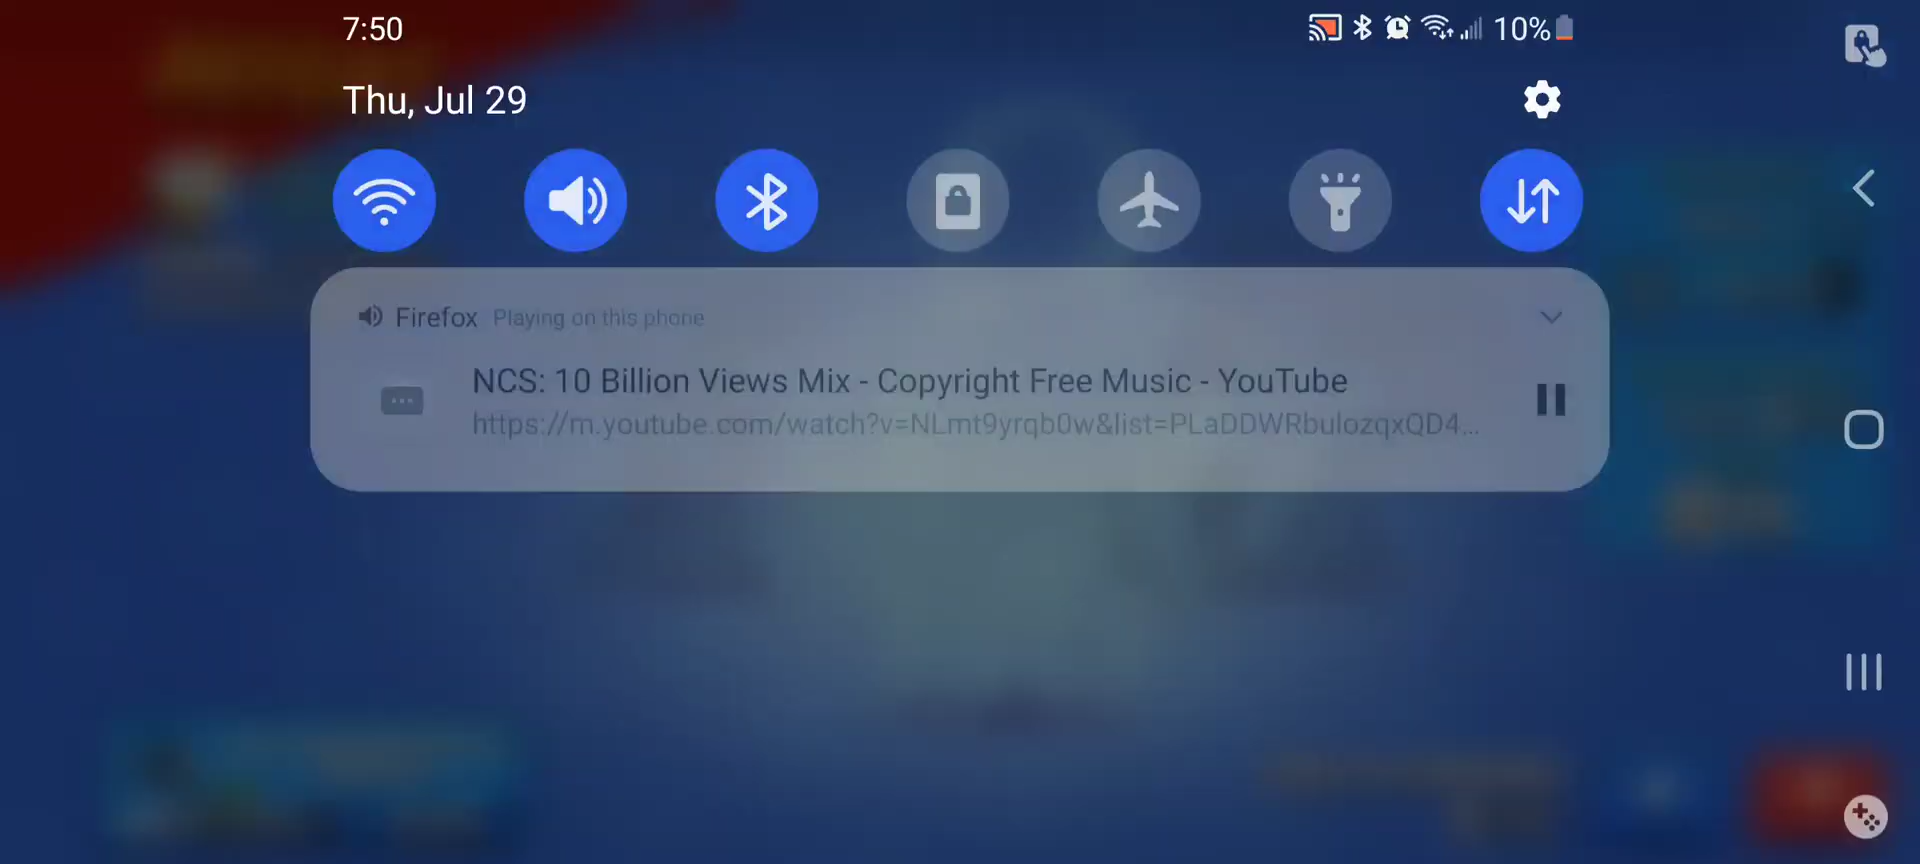 7:50
10%
Thu, Jul 29
Firefox Playing on this phone
NCS: 10 Billion Views Mix - Copyright Free Music - YouTube
https://m.youtube.com/watch?v=NLmt9yrqb0w&list=PLaDDWRbulozqxQD4...